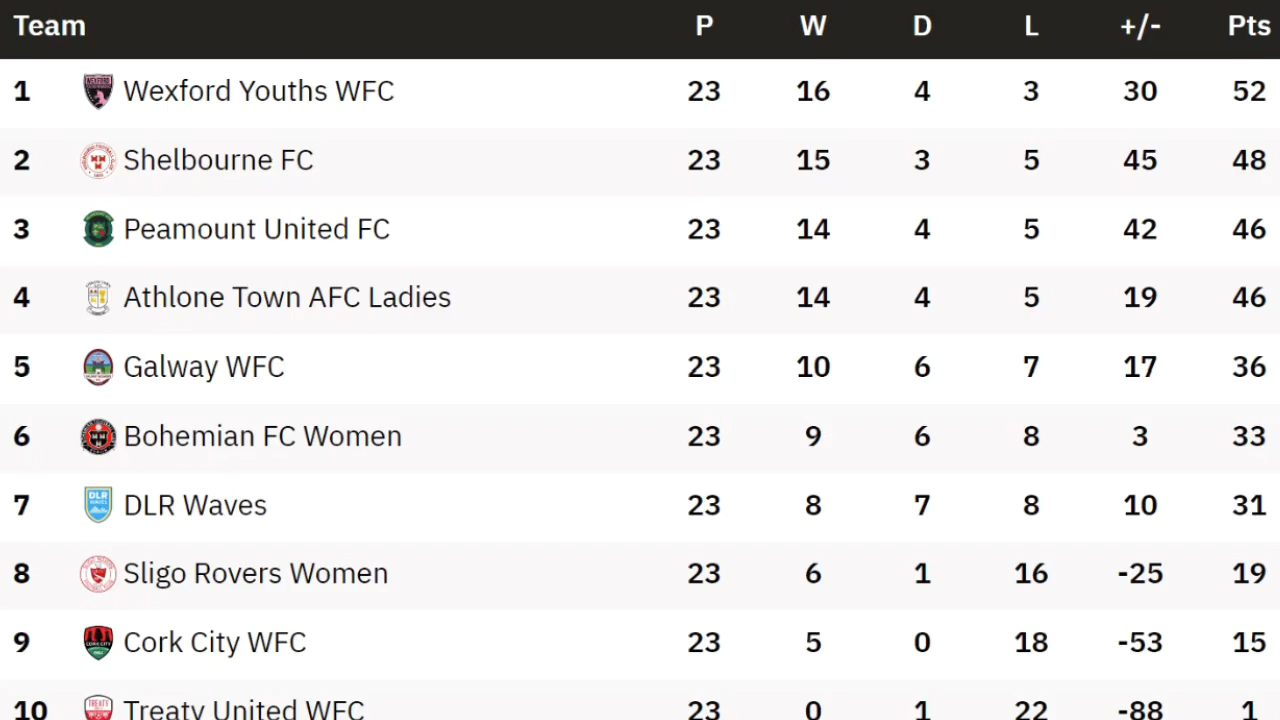 Team P W D L +/- Pts
1 Wexford Youths WFC 23 16 4 3 30 52
2 Shelbourne FC 23 15 3 5 45 48
3 Peamount United FC 23 14 4 5 42 46
4 Athlone Town AFC Ladies 23 14 4 5 19 46
5 Galway WFC 23 10 6 7 17 36
6 Bohemian FC Women 23 9 6 8 3 33
DLR
WAVES
7 DLR Waves 23 8 7 8 10 31
8 Sligo Rovers Women 23 6 1 16 -25 19
9 Cork City WFC 23 5 0 18 -53 15
10 Treaty United WFC 23 0 1 22 -88 1